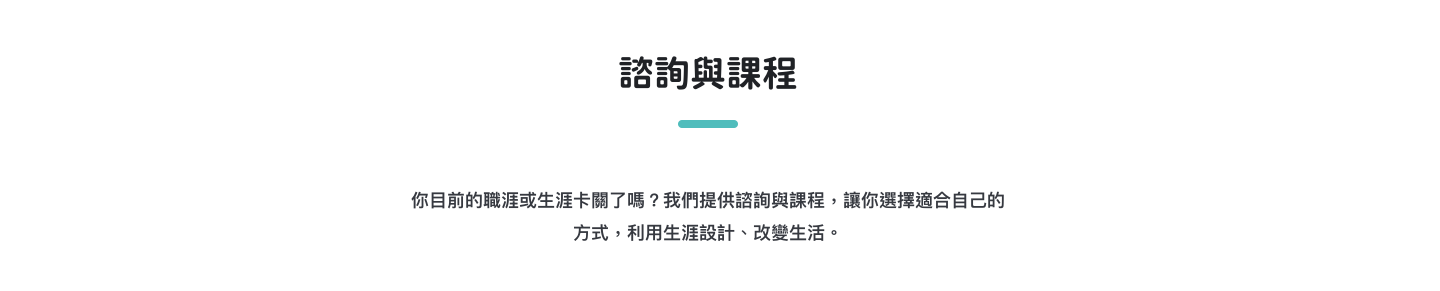 諮詢與課程
你目前的職涯或生涯卡關了嗎？我們提供諮詢與課程，讓你選擇適合自己的
方式，利用生涯設計、改變生活。